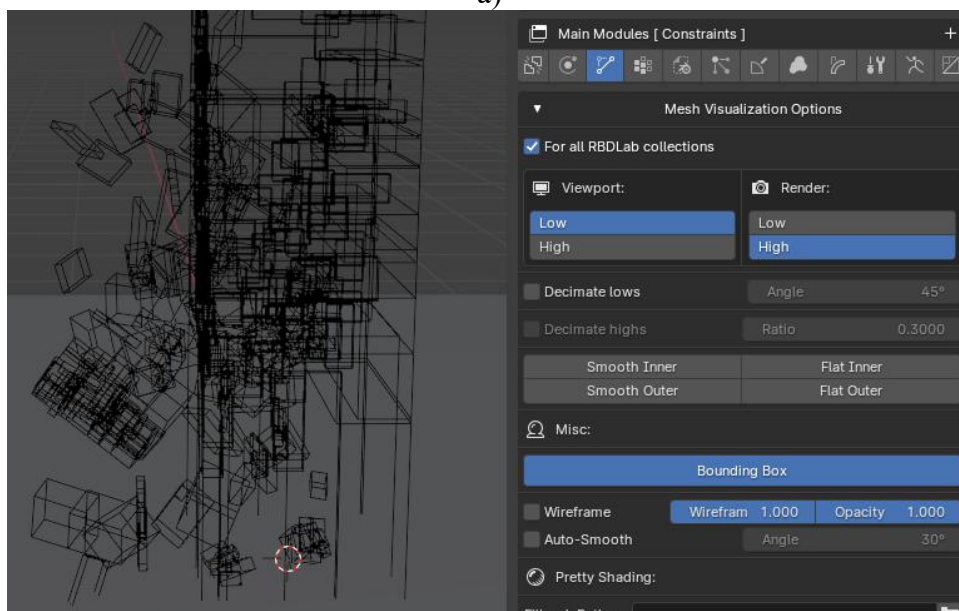 a)
Main Modules [ Constraints ]
Mesh Visualization Options
For all RBDLab collections
Viewport: Render:
Low Low
High High
Decimate lows Angle 45°
Decimate highs Ratio 0.3000
Smooth Inner Flat Inner
Smooth Outer Flat Outer
Misc:
Bounding Box
Wireframe Wirefram 1.000 Opacity 1.000
Auto-Smooth Angle 30°
Pretty Shading: